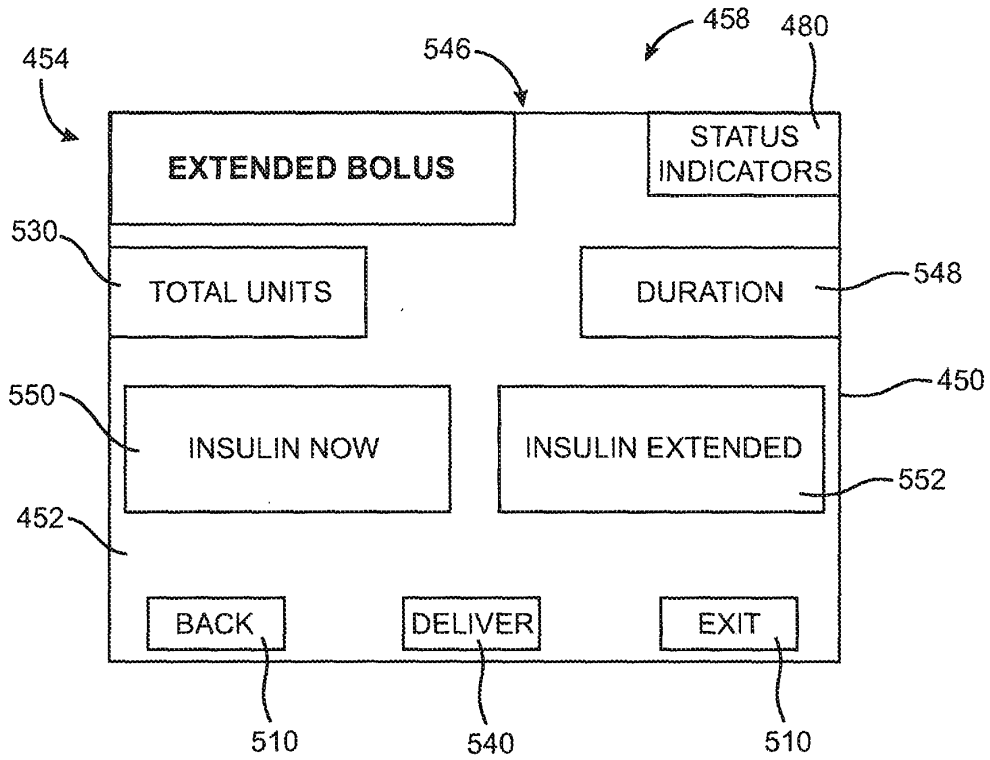 458
480
546
454
STATUS
INDICATORS
EXTENDED BOLUS
530
TOTAL UNITS
DURATION
548
450
550
INSULIN NOW
INSULIN EXTENDED
552
452
BACK
DELIVER
EXIT
510
540
510